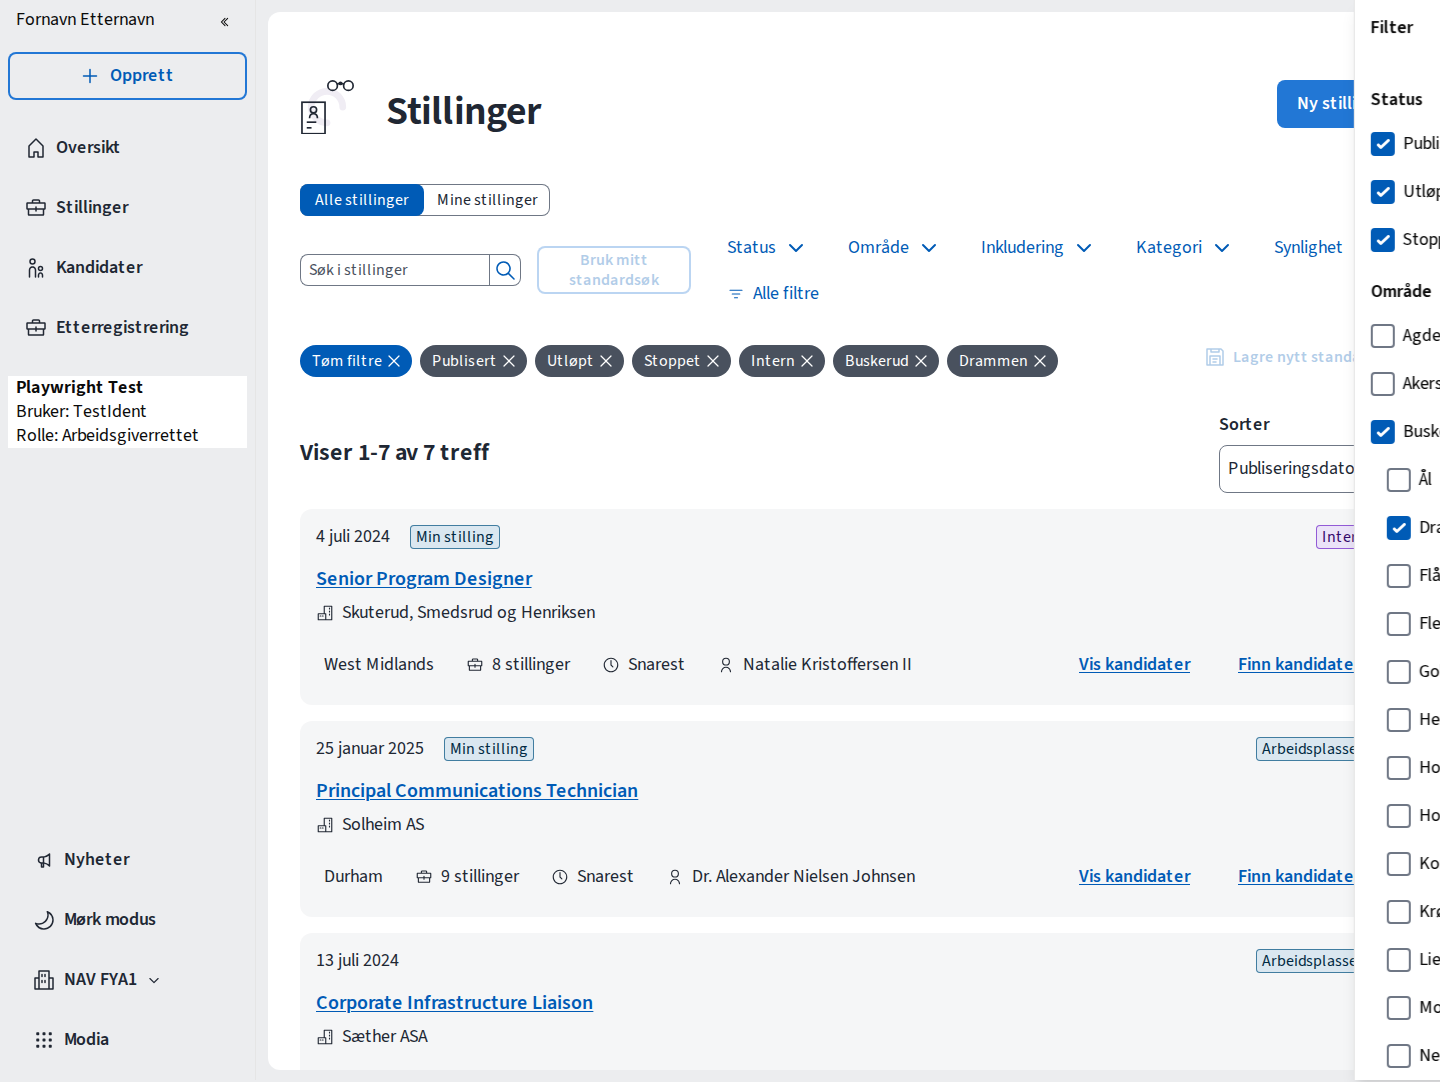 Fornavn Etternavn
Opprett
Oversikt
Stillinger
Kandidater
Etterregistrering
Playwright Test
Bruker: TestIdent
Rolle: Arbeidsgiverrettet
Nyheter
Mørk modus
NAV FYA1
Modia
Stillinger
Ny stilli
Alle stillinger
Mine stillinger
Søk i stillinger
Bruk mitt
standardsøk
Status
Område
Inkludering
Kategori
Synlighet
Alle filtre
Tøm filtre
Publisert
Utløpt
Stoppet
Intern
Buskerud
Drammen
Lagre nytt standa
Viser 1-7 av 7 treff
Sorter
Publiseringsdato
4 juli 2024
Min stilling
Inter
Senior Program Designer
Skuterud, Smedsrud og Henriksen
West Midlands
8 stillinger
Snarest
Natalie Kristoffersen II
Vis kandidater
Finn kandidate
25 januar 2025
Min stilling
Arbeidsplasse
Principal Communications Technician
Solheim AS
Durham
9 stillinger
Snarest
Dr. Alexander Nielsen Johnsen
Vis kandidater
Finn kandidate
13 juli 2024
Arbeidsplasse
Corporate Infrastructure Liaison
Sæther ASA
Filter
Status
Publi
Utløp
Stopp
Område
Agde
Akers
Busk
Ål
Dra
Flå
Fle
Go
He
Ho
Ho
Ko
Krø
Lie
Mo
Ne